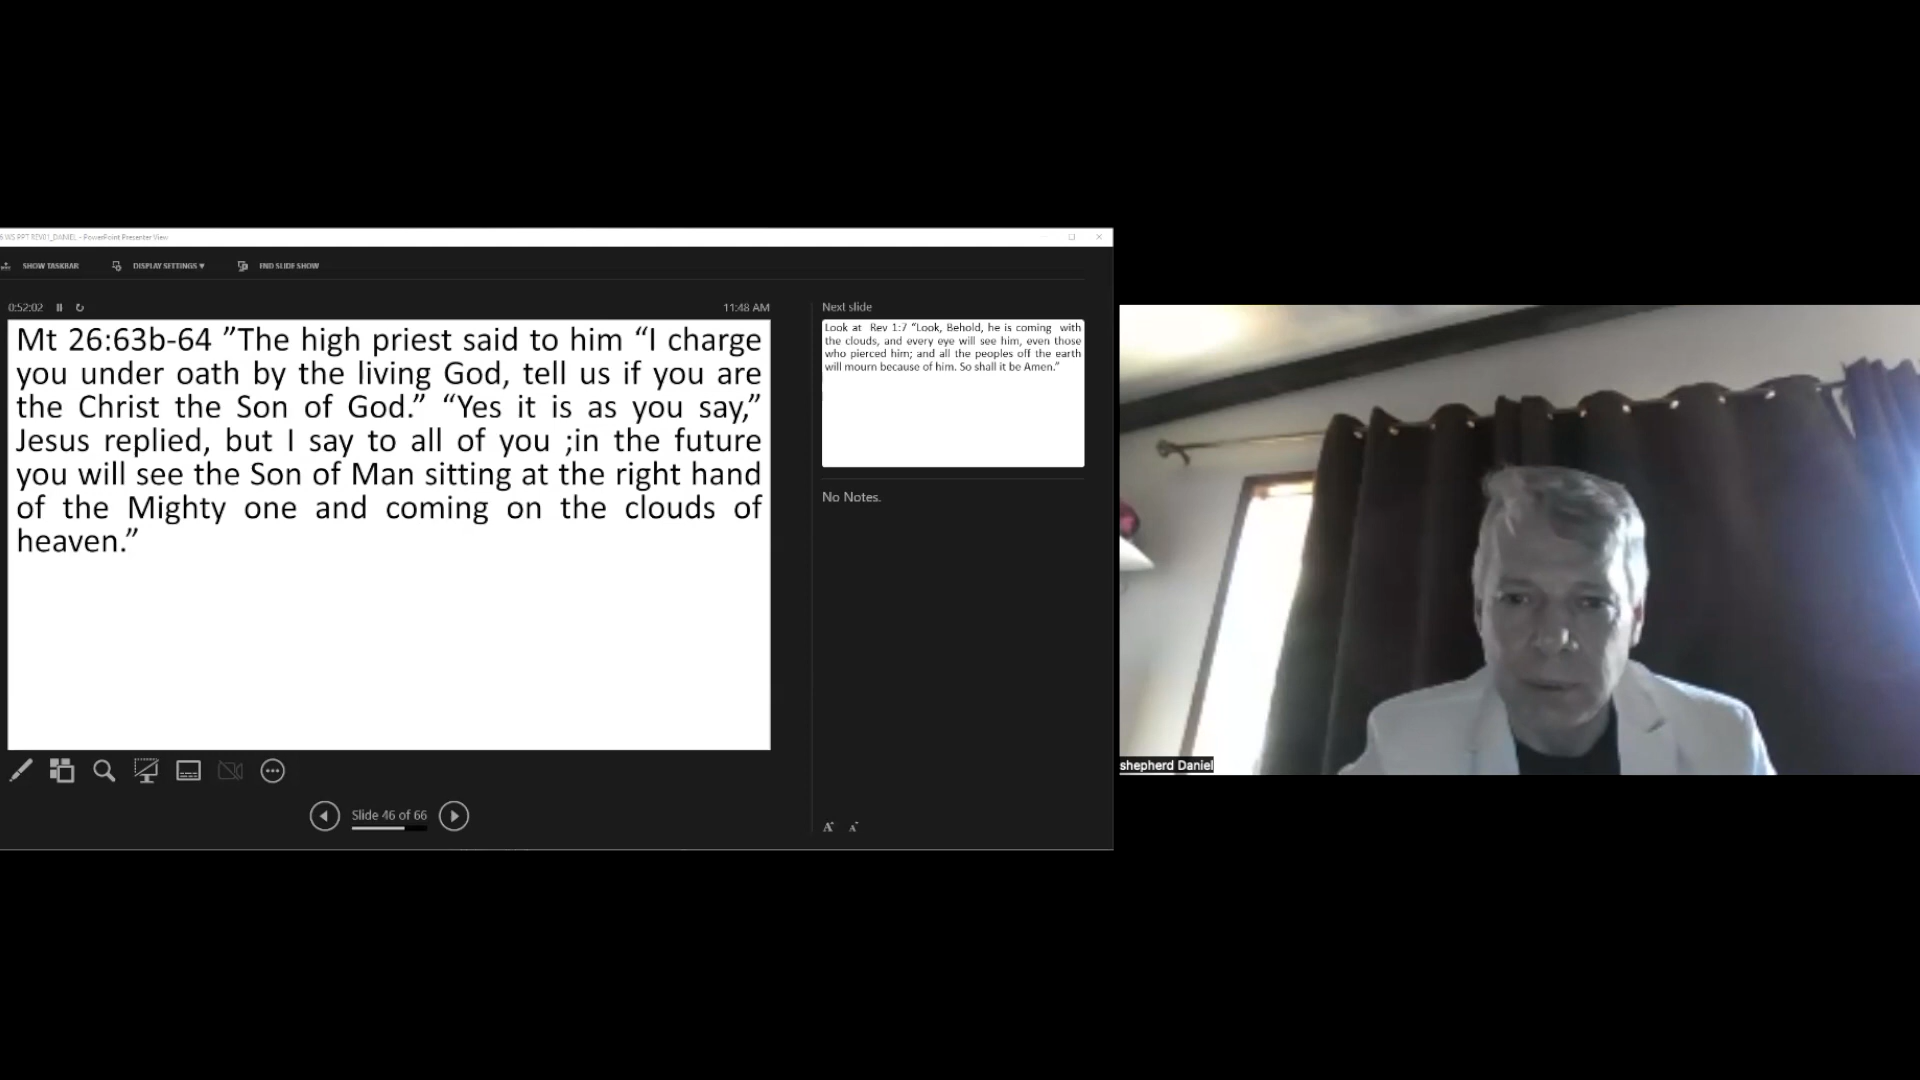 6 WS PPT REV01_DANIEL - PowerPoint Presenter View
SHOW TASKBAR
DISPLAY SETTINGS ▾
END SLIDE SHOW
0:52:02
11:48 AM
Mt 26:63b-64 ”The high priest said to him “I charge
you under oath by the living God, tell us if you are
the Christ the Son of God.” “Yes it is as you say,”
Jesus replied, but I say to all of you ;in the future
you will see the Son of Man sitting at the right hand
of the Mighty one and coming on the clouds of
heaven.”
Slide 46 of 66
Next slide
Look at Rev 1:7 “Look, Behold, he is coming with
the clouds, and every eye will see him, even those
who pierced him; and all the peoples off the earth
will mourn because of him. So shall it be Amen.”
No Notes.
A A
shepherd Daniel